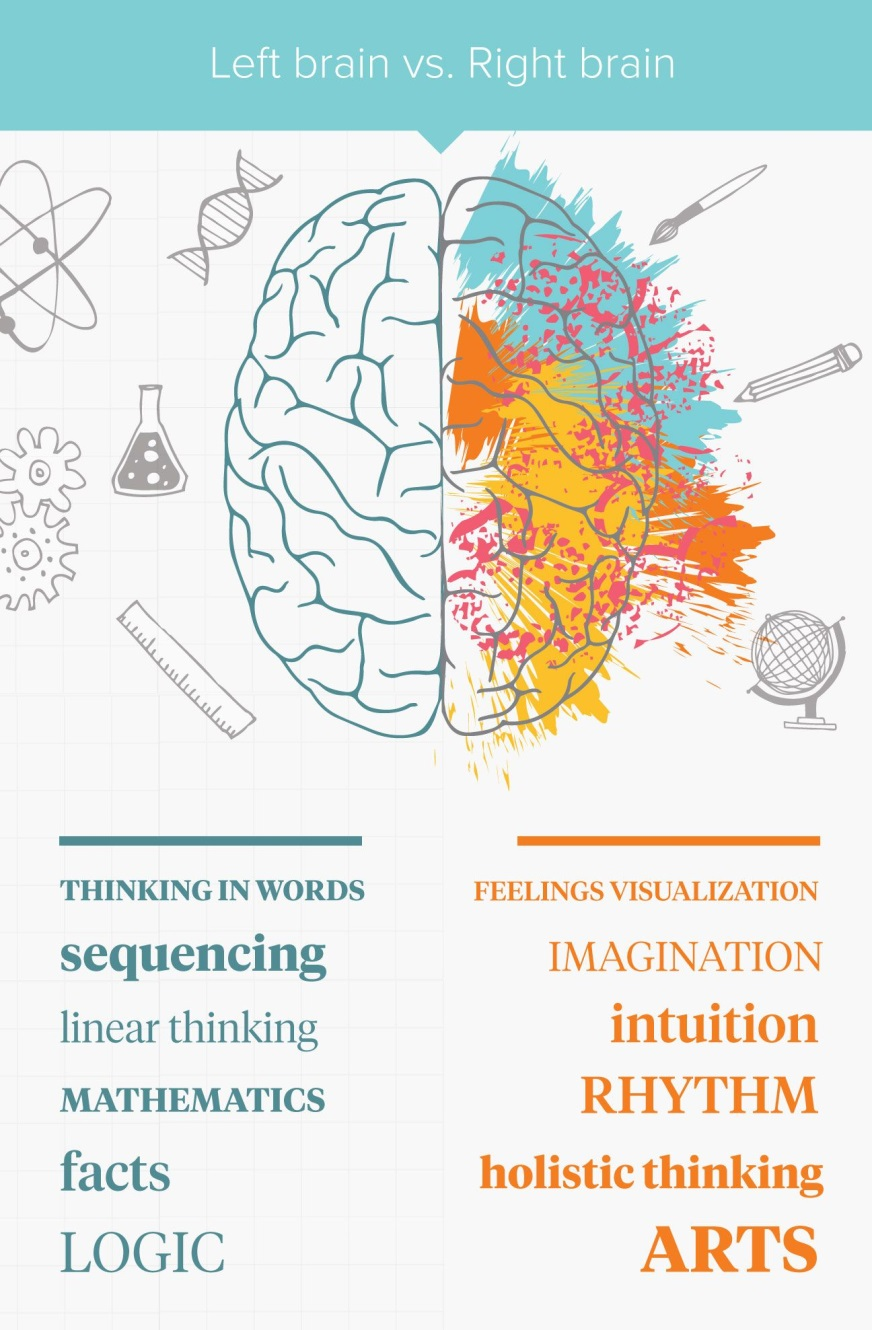 Left brain vs. Right brain
THINKING IN WORDS
sequencing
linear thinking
MATHEMATICS
facts
LOGIC
FEELINGS VISUALIZATION
IMAGINATION
intuition
RHYTHM
holistic thinking
ARTS